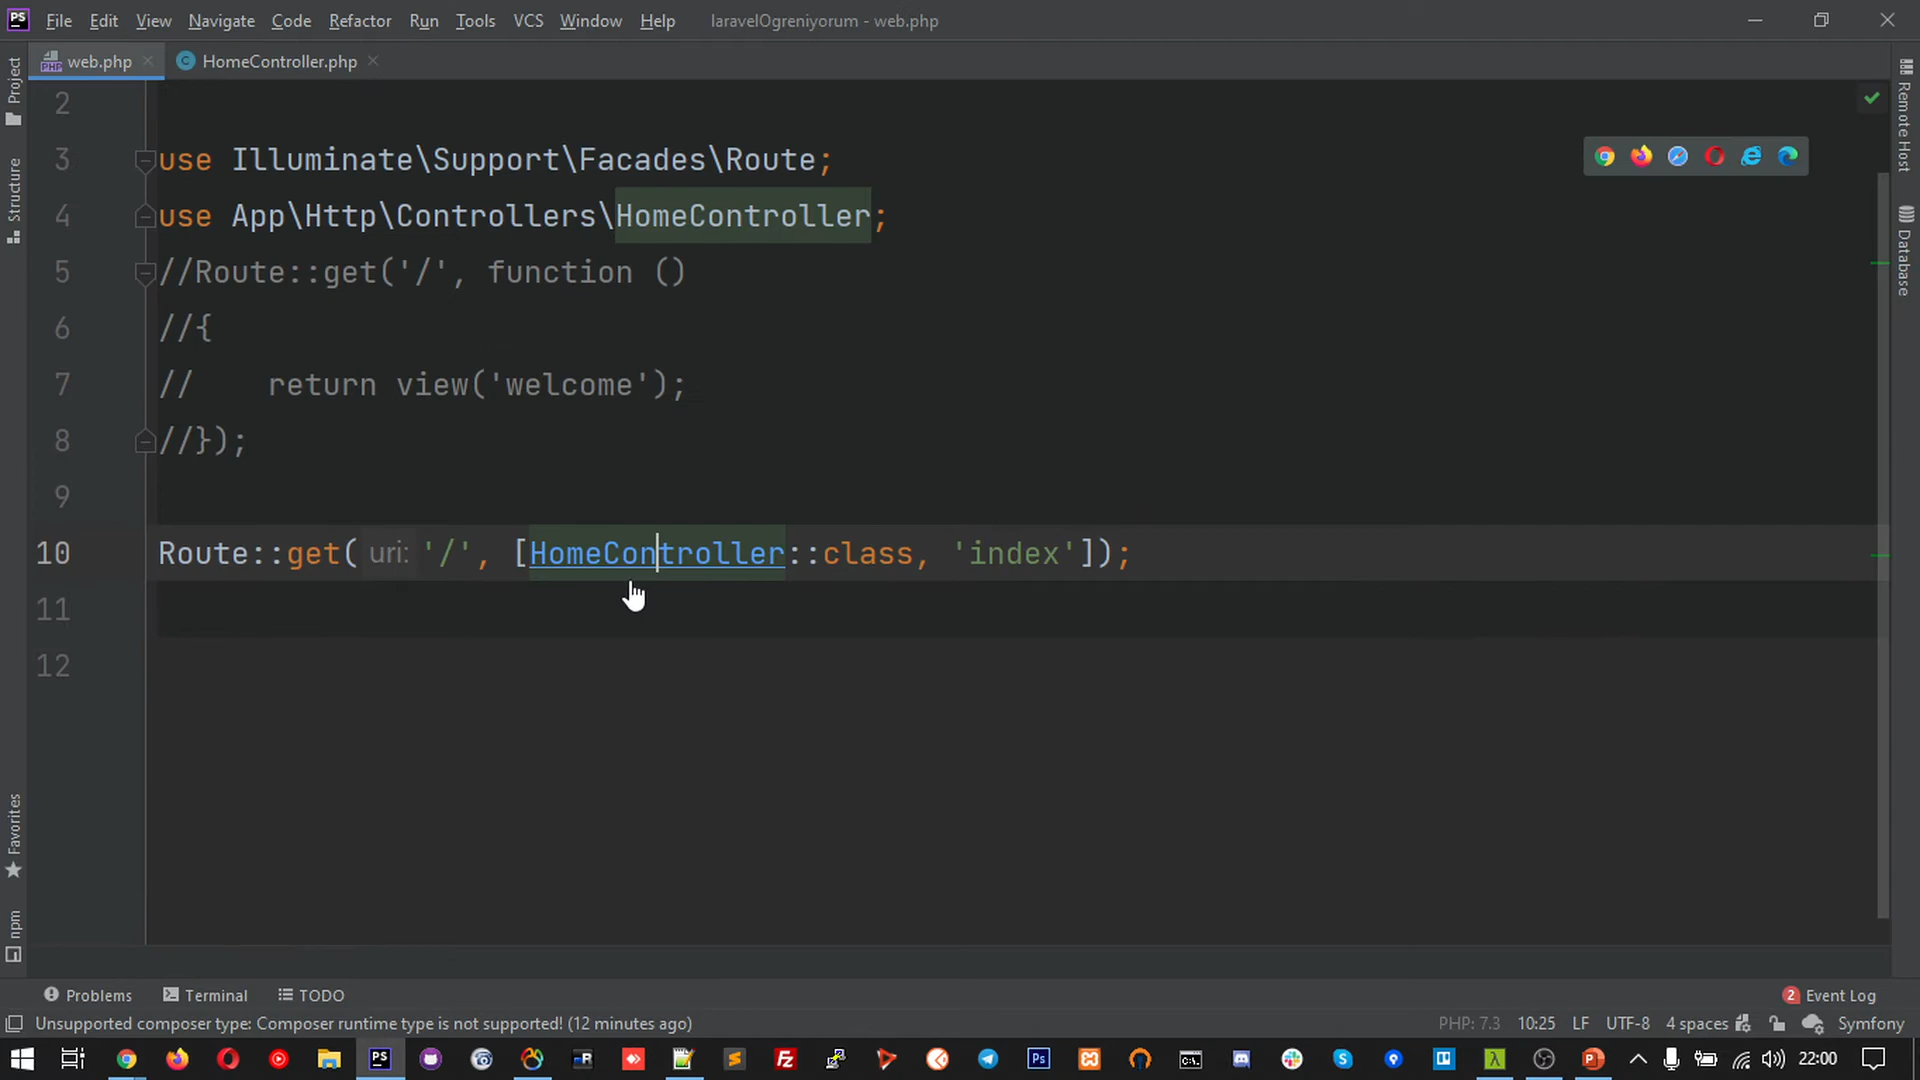 PS File Edit View Navigate Code Refactor Run Tools VCS Window Help laravelOgreniyorum - web.php
web.php HomeController.php
Project
Structure
Favorites
npm
Remote Host
Database
2
3 use Illuminate\Support\Facades\Route;
4 use App\Http\Controllers\HomeController;
5 //Route::get('/', function ()
6 //{
7 //    return view('welcome');
8 //});
9
10 Route::get( uri: '/', [HomeController::class, 'index']);
11
12
Problems Terminal TODO 2 Event Log
Unsupported composer type: Composer runtime type is not supported! (12 minutes ago) PHP: 7.3 10:25 LF UTF-8 4 spaces Symfony
22:00